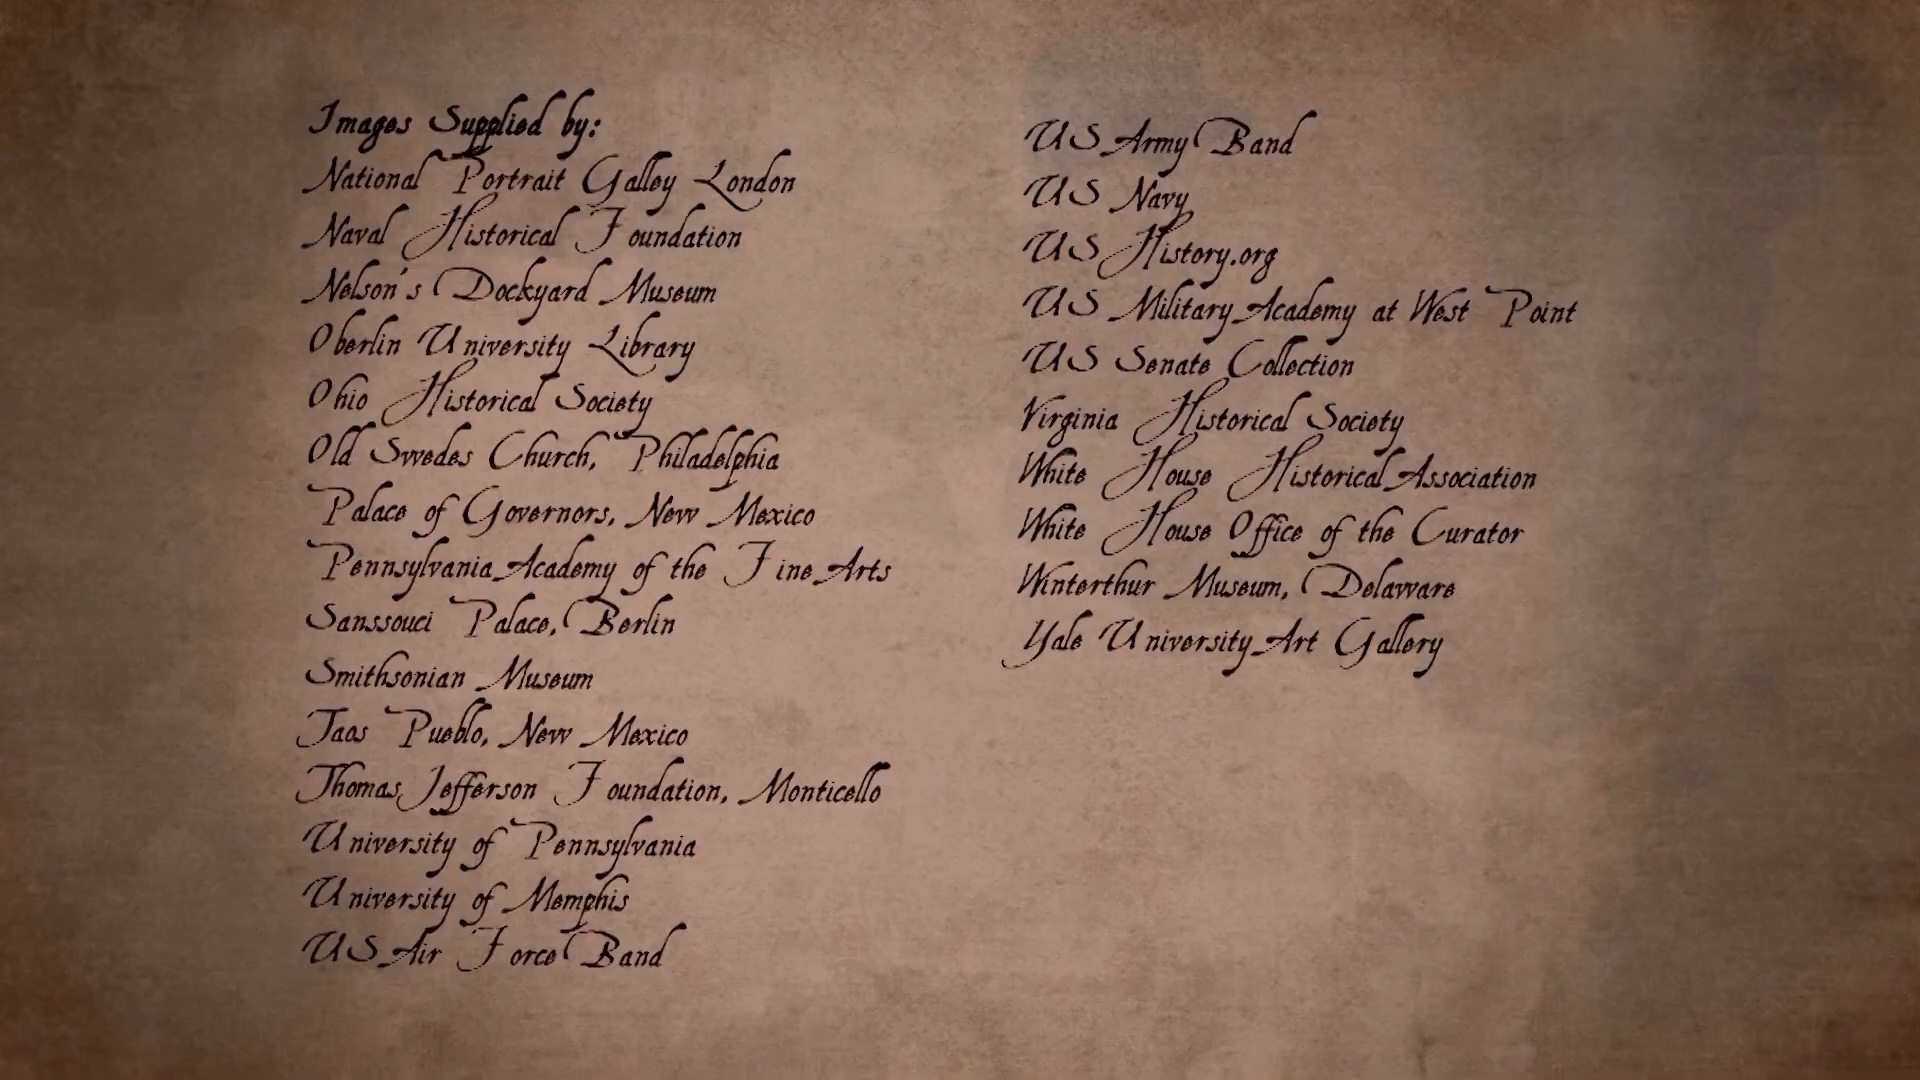 Images Supplied by:
National Portrait Galley London
Naval Historical Foundation
Nelson's Dockyard Museum
Oberlin University Library
Ohio Historical Society
Old Swedes Church, Philadelphia
Palace of Governors, New Mexico
Pennsylvania Academy of the Fine Arts
Sanssouci Palace, Berlin
Smithsonian Museum
Taos Pueblo, New Mexico
Thomas Jefferson Foundation, Monticello
University of Pennsylvania
University of Memphis
US Air Force Band
US Army Band
US Navy
US History.org
US Military Academy at West Point
US Senate Collection
Virginia Historical Society
White House Historical Association
White House Office of the Curator
Winterthur Museum, Delaware
Yale University Art Gallery